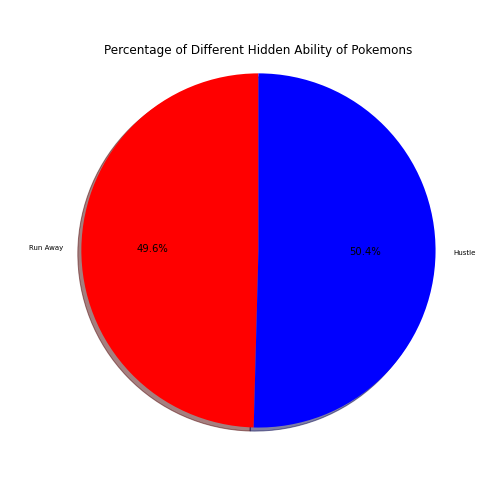 Percentage of Different Hidden Ability of Pokemons
49.6%
Run Away
50.4%
Hustle